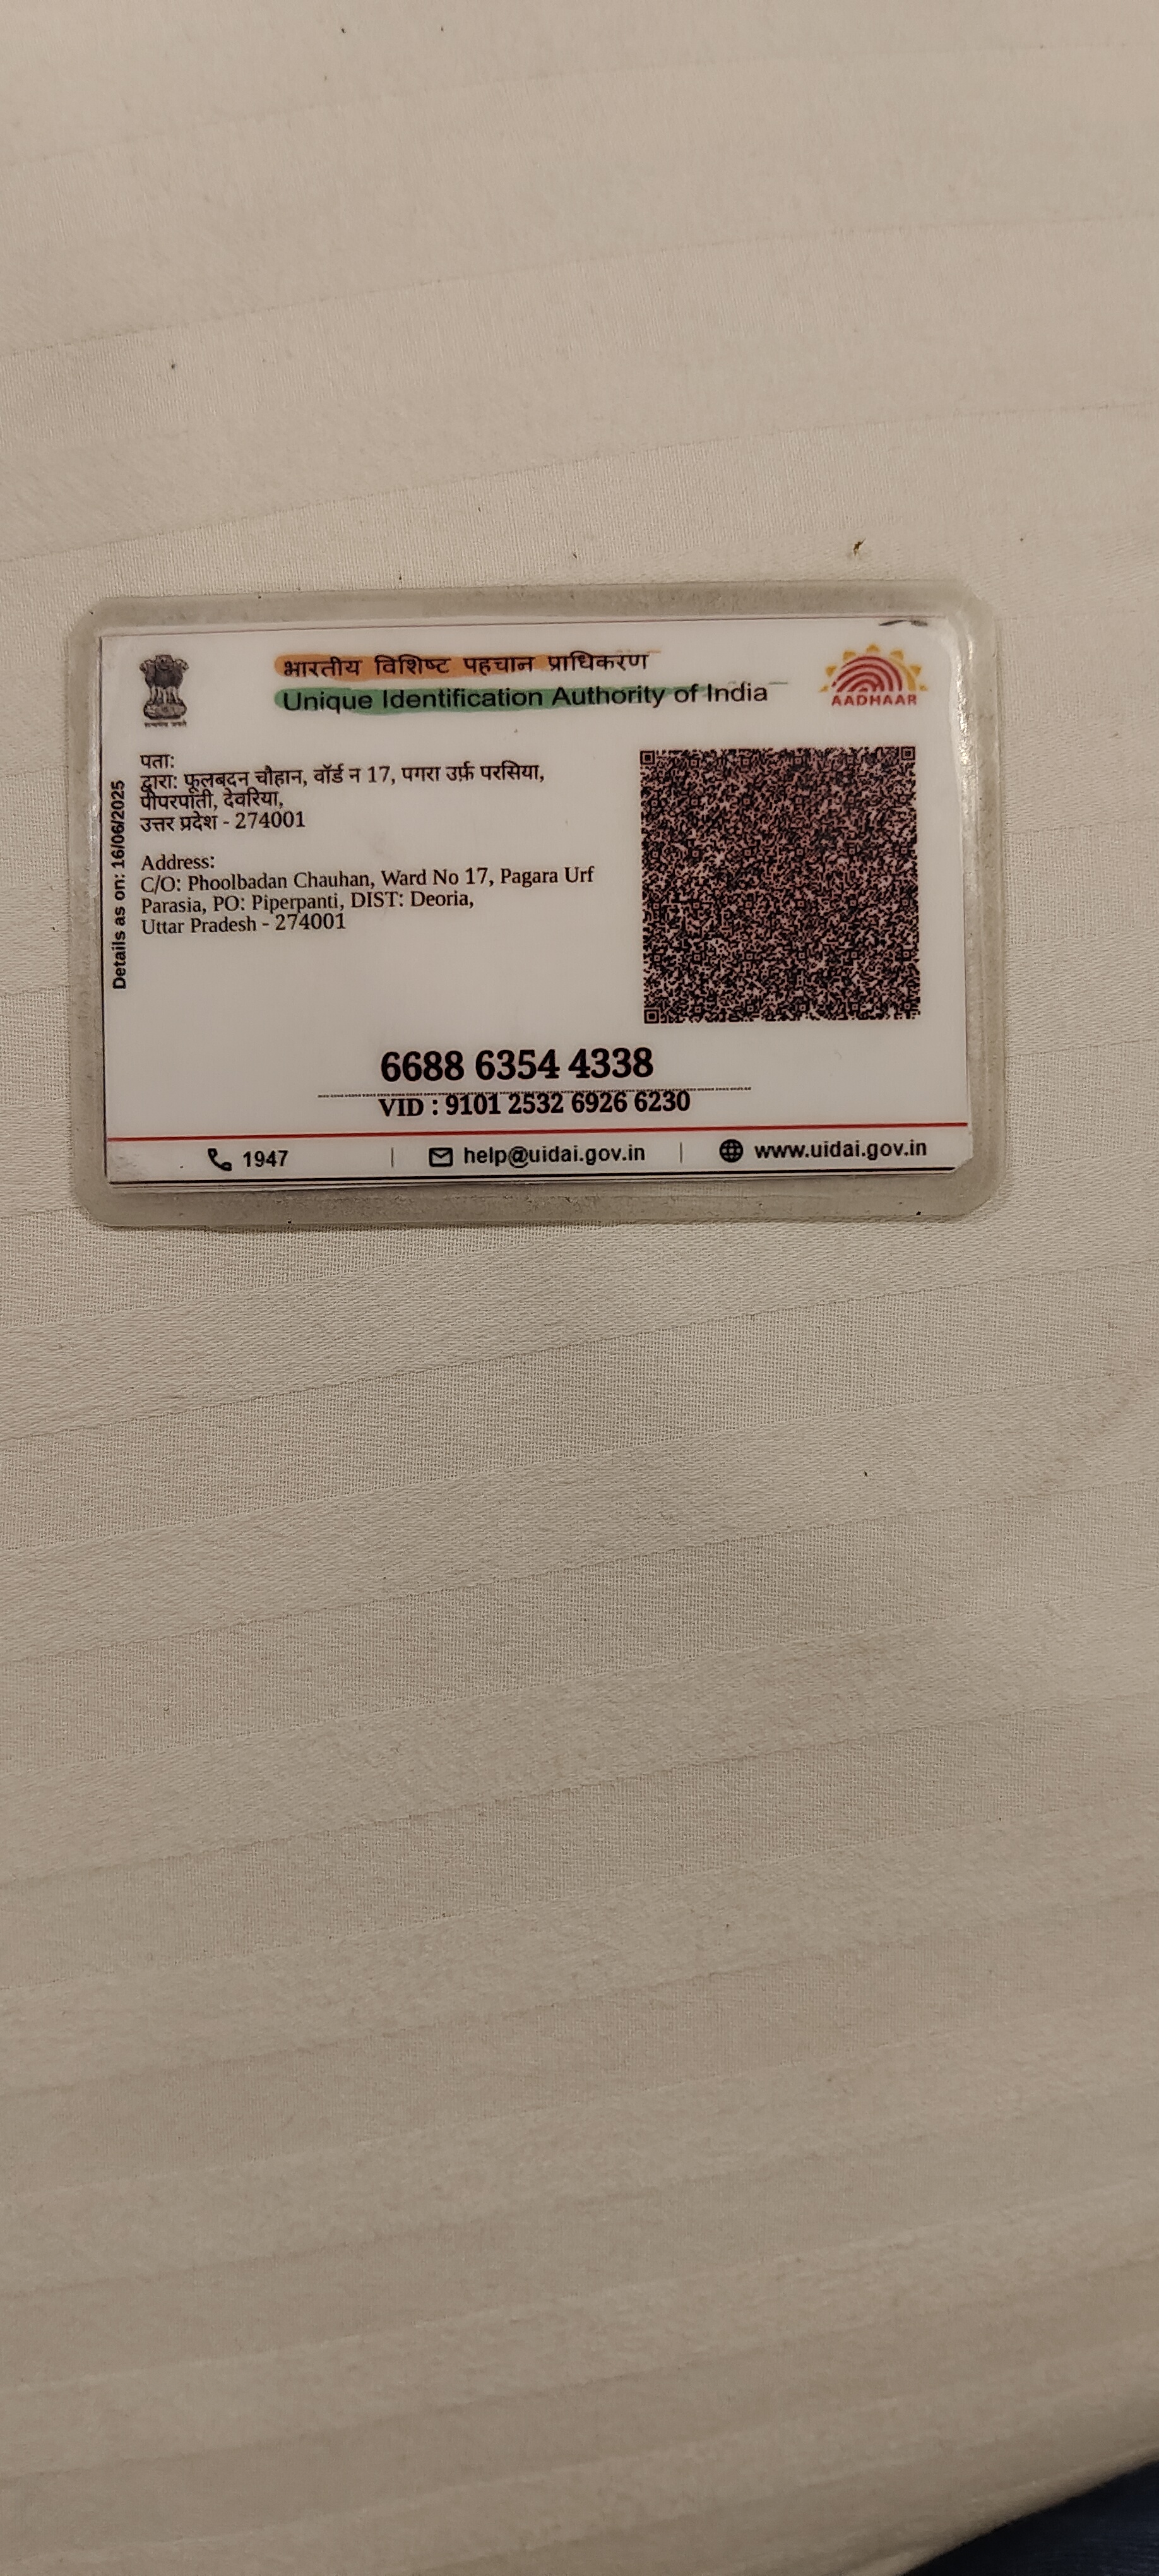 भारतीय विशिष्ट पहचान प्राधिकरण
Unique Identification Authority of India
AADHAAR
सत्यमेव जयते
Details as on: 16/06/2025
पता:
द्वारा: फूलबदन चौहान, वॉर्ड न 17, पगरा उर्फ़ परसिया,
पीपरपांती, देवरिया,
उत्तर प्रदेश - 274001
Address:
C/O: Phoolbadan Chauhan, Ward No 17, Pagara Urf
Parasia, PO: Piperpanti, DIST: Deoria,
Uttar Pradesh - 274001
6688 6354 4338
VID : 9101 2532 6926 6230
1947 | help@uidai.gov.in | www.uidai.gov.in